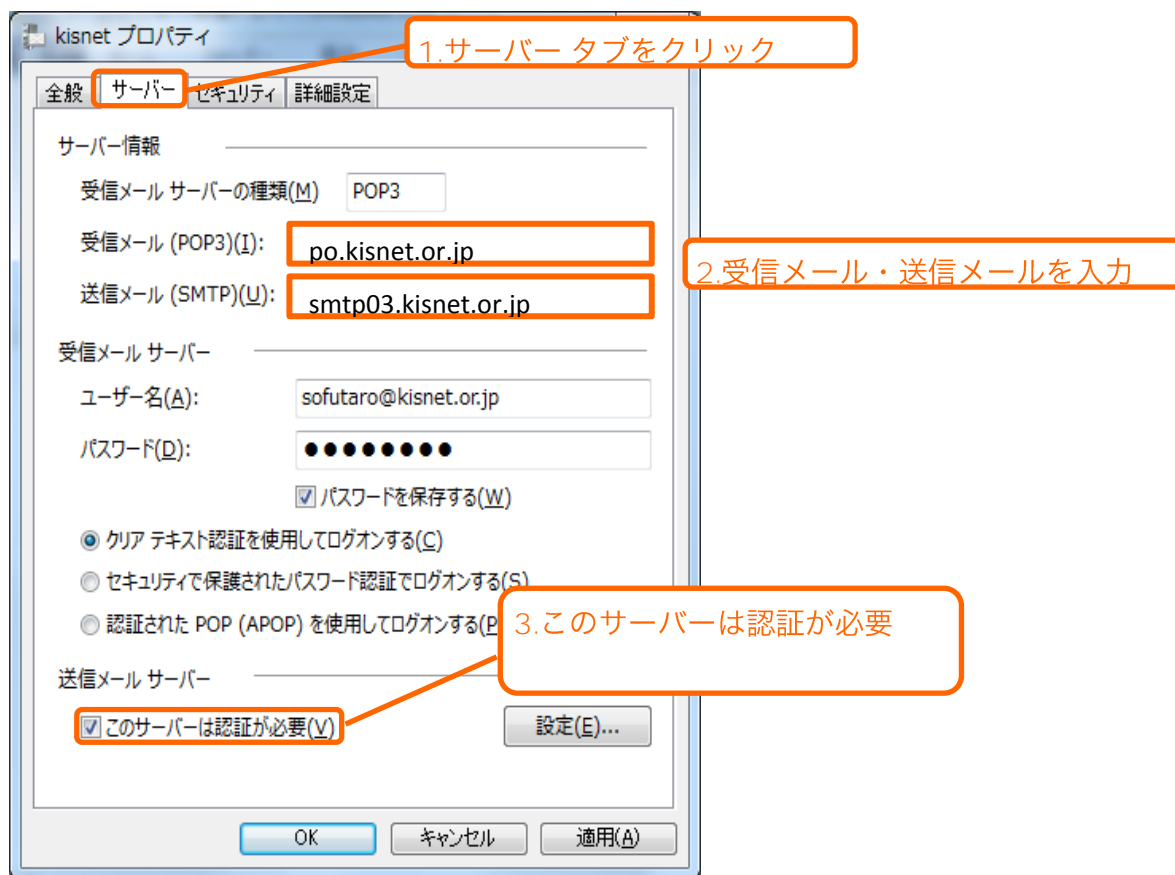 kisnet プロパティ
1.サーバー タブをクリック
全般 サーバー セキュリティ 詳細設定
サーバー情報
受信メール サーバーの種類(M) POP3
受信メール (POP3)(I): po.kisnet.or.jp
2.受信メール・送信メールを入力
送信メール (SMTP)(U): smtp03.kisnet.or.jp
受信メール サーバー
ユーザー名(A): sofutaro@kisnet.or.jp
パスワード(D): ●●●●●●●●
パスワードを保存する(W)
クリア テキスト認証を使用してログオンする(C)
セキュリティで保護されたパスワード認証でログオンする(S)
認証された POP (APOP) を使用してログオンする(P
3.このサーバーは認証が必要
送信メール サーバー
このサーバーは認証が必要(V) 設定(E)...
OK キャンセル 適用(A)